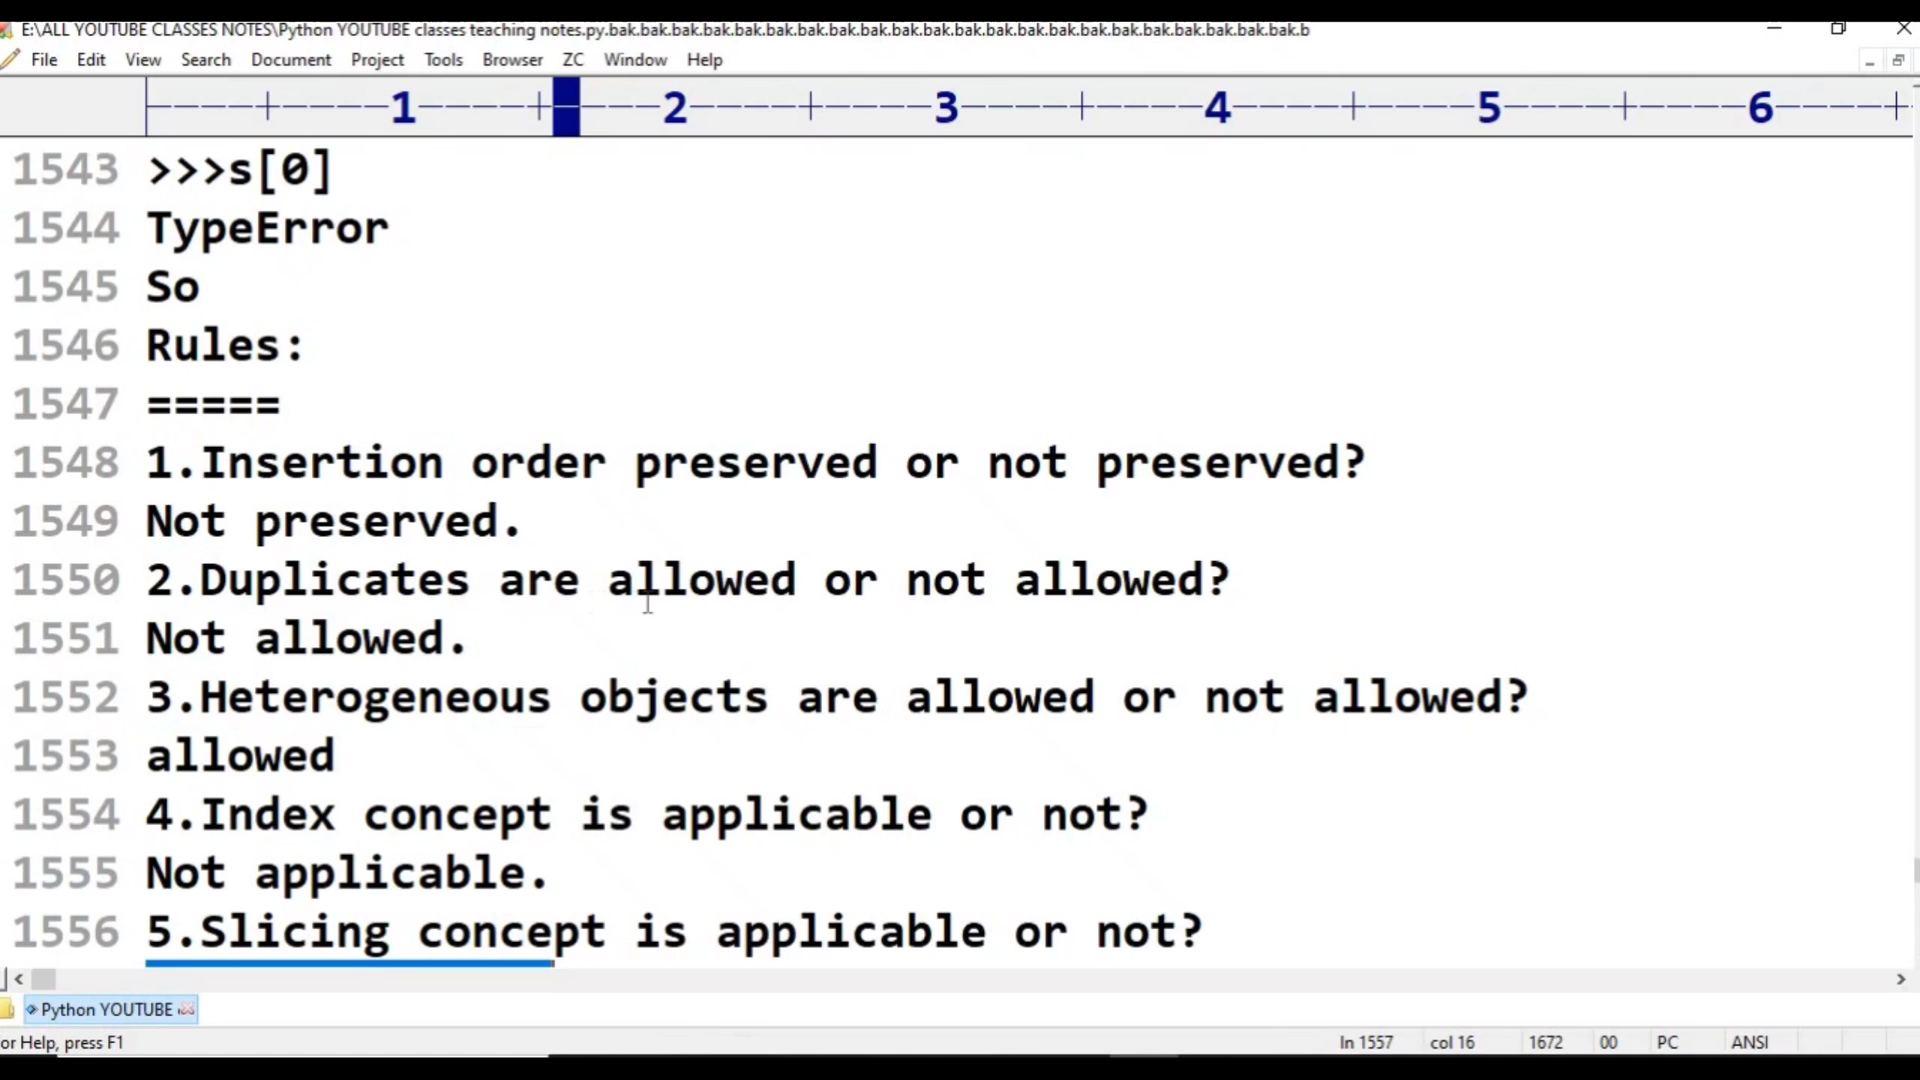 E:\ALL YOUTUBE CLASSES NOTES\Python YOUTUBE classes teaching notes.py.bak.bak.bak.bak.bak.bak.bak.bak.bak.bak.bak.bak.bak.bak.bak.bak.bak.bak.bak.bak.bak.bak.b
File Edit View Search Document Project Tools Browser ZC Window Help
1 2 3 4 5 6
1543 >>>s[0]
1544 TypeError
1545 So
1546 Rules:
1547 =====
1548 1.Insertion order preserved or not preserved?
1549 Not preserved.
1550 2.Duplicates are allowed or not allowed?
1551 Not allowed.
1552 3.Heterogeneous objects are allowed or not allowed?
1553 allowed
1554 4.Index concept is applicable or not?
1555 Not applicable.
1556 5.Slicing concept is applicable or not?
Python YOUTUBE
or Help, press F1 ln 1557 col 16 1672 00 PC ANSI